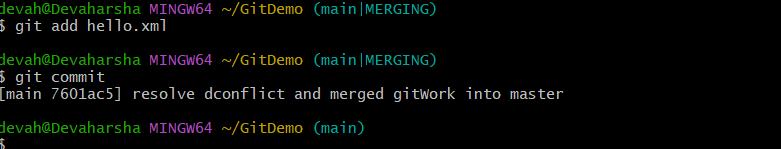 devah@Devaharsha MINGW64 ~/GitDemo (main|MERGING)
$ git add hello.xml
devah@Devaharsha MINGW64 ~/GitDemo (main|MERGING)
$ git commit
[main 7601ac5] resolve dconflict and merged gitWork into master
devah@Devaharsha MINGW64 ~/GitDemo (main)
$